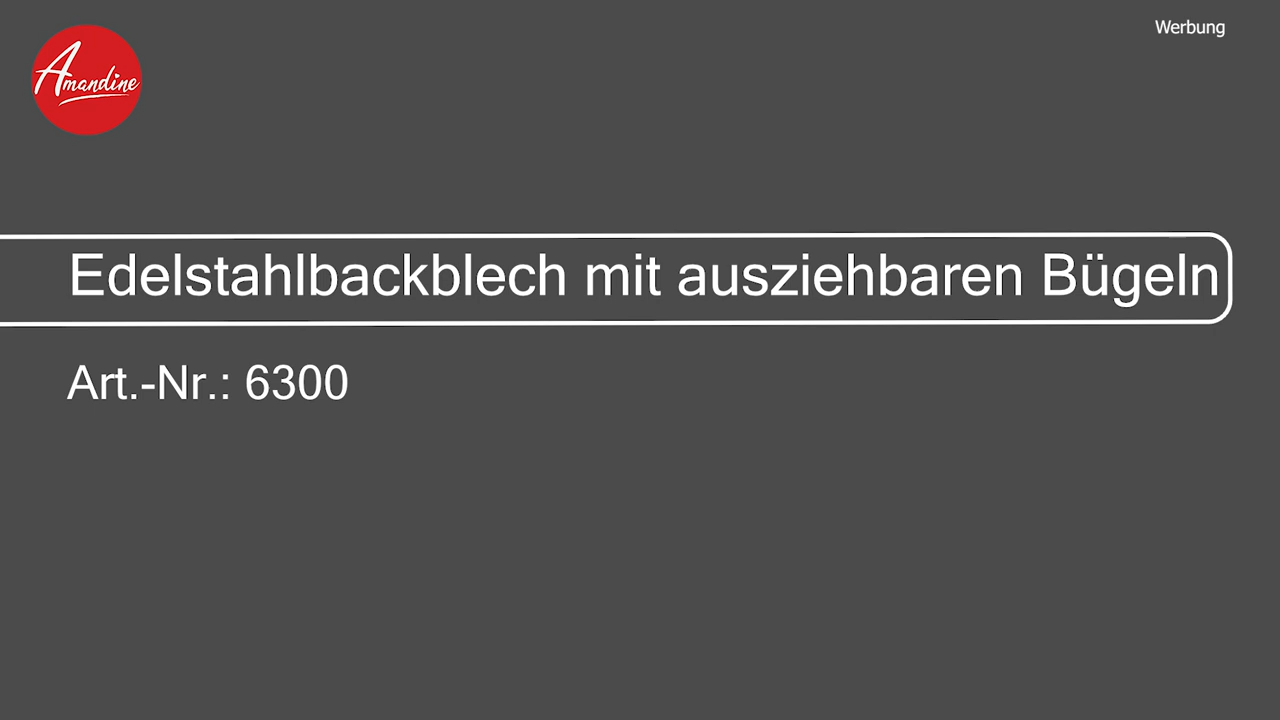 Werbung
Amandine
Edelstahlbackblech mit ausziehbaren Bügeln
Art.-Nr.: 6300